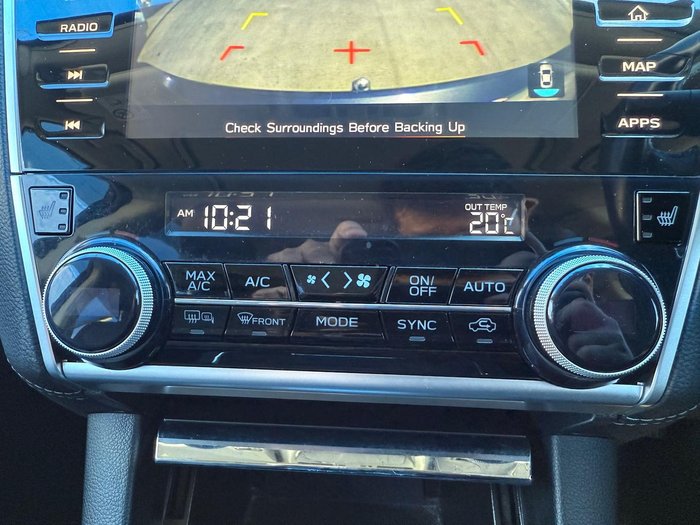 RADIO
MAP
APPS
Check Surroundings Before Backing Up
AM 10:21
OUT TEMP
20°C
MAX A/C
A/C
ON/OFF
AUTO
FRONT
MODE
SYNC